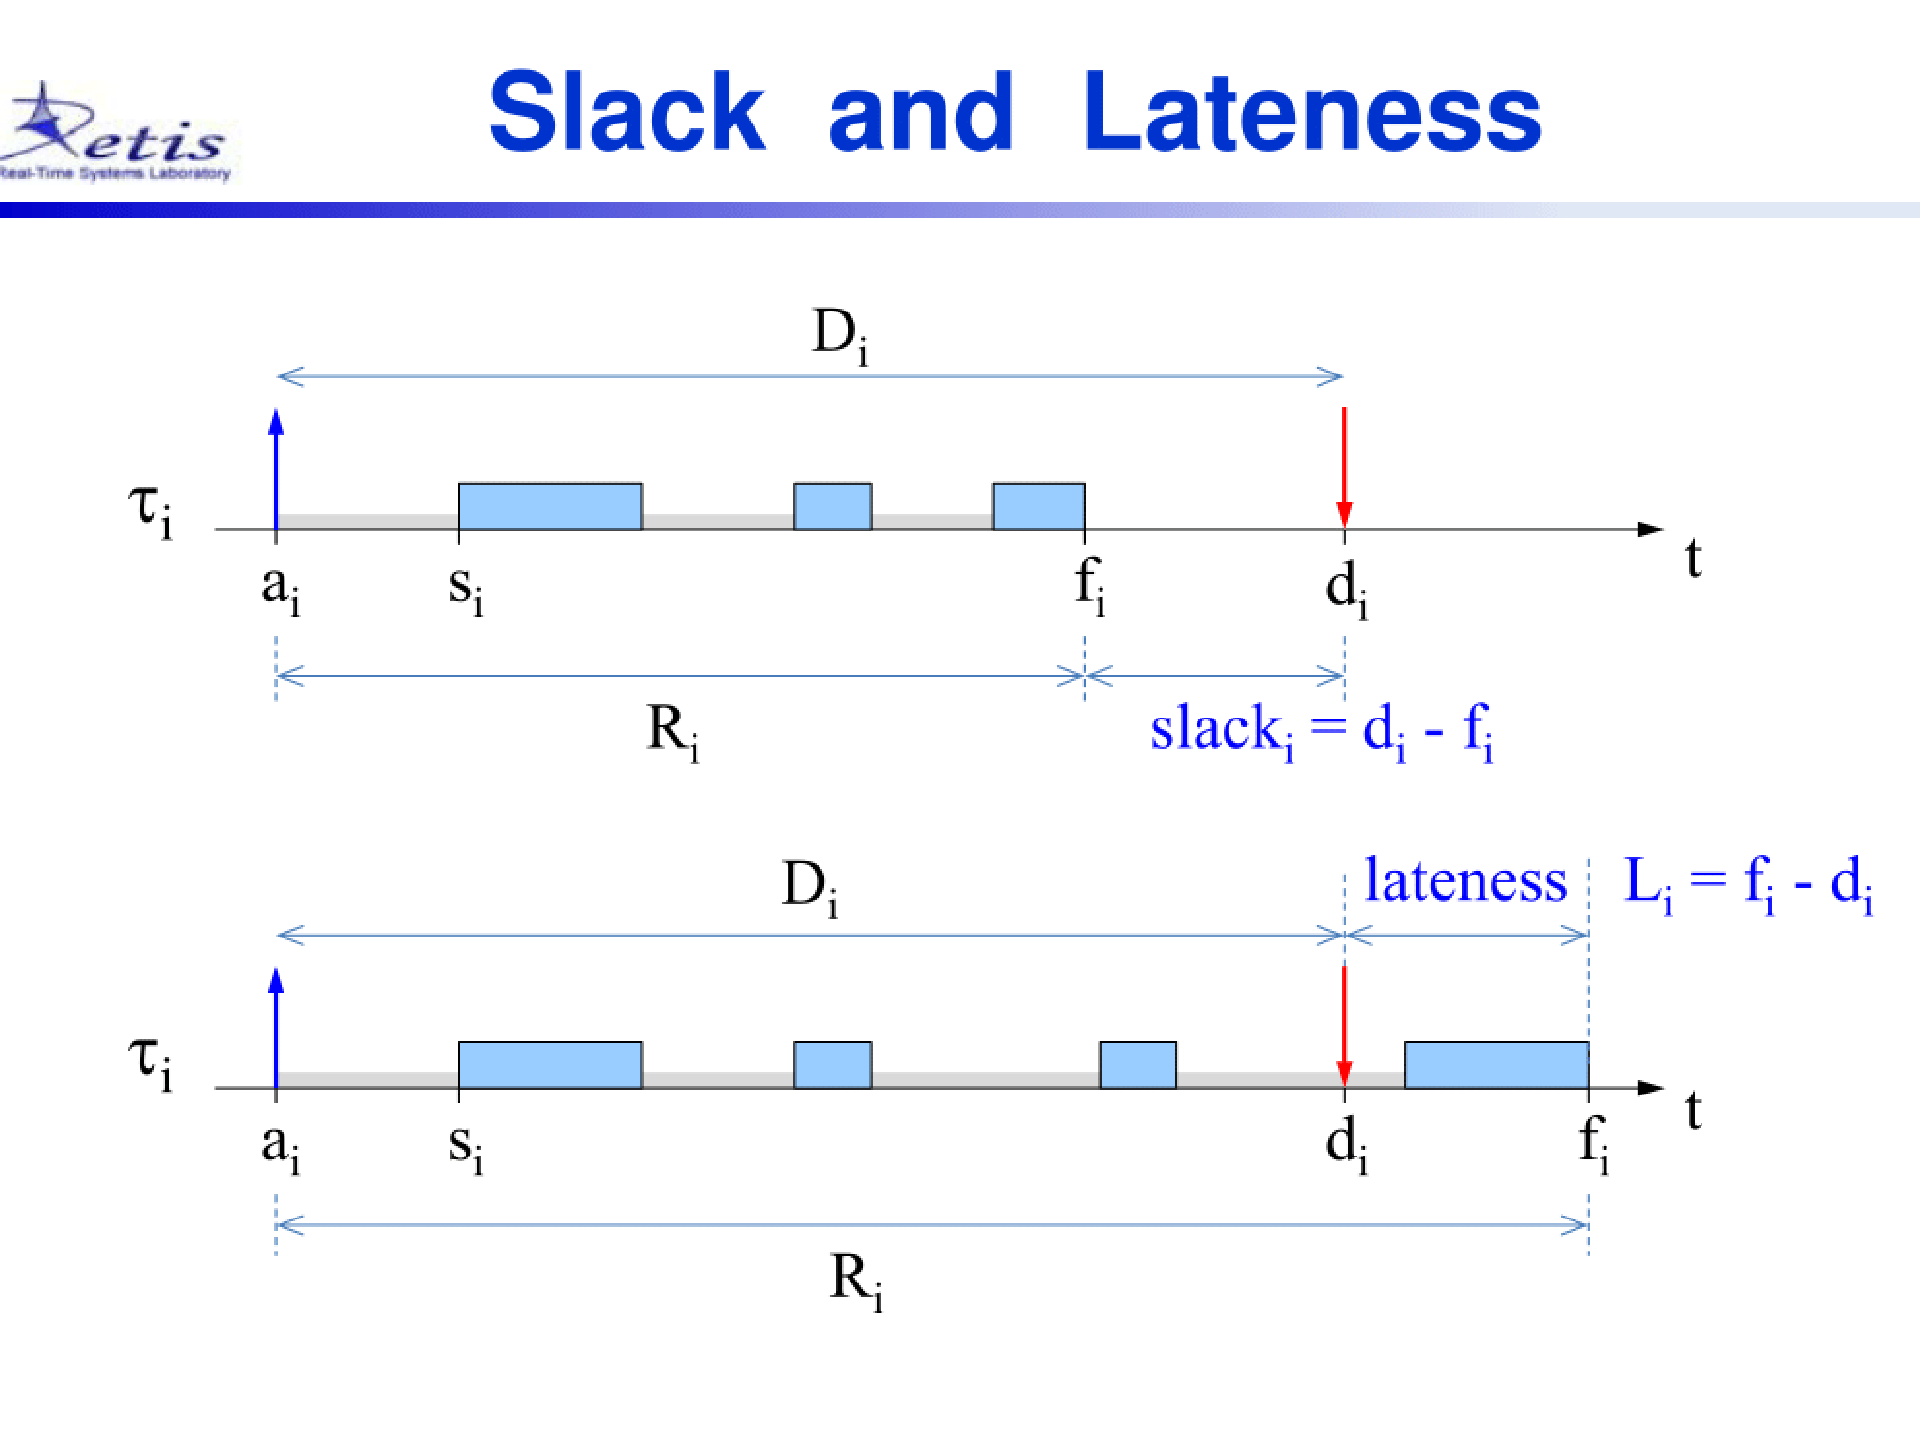 Slack and Lateness
Retis
Real-Time Systems Laboratory
Di
τi
ai si fi di t
Ri slacki = di - fi
Di lateness Li = fi - di
τi
ai si di fi t
Ri